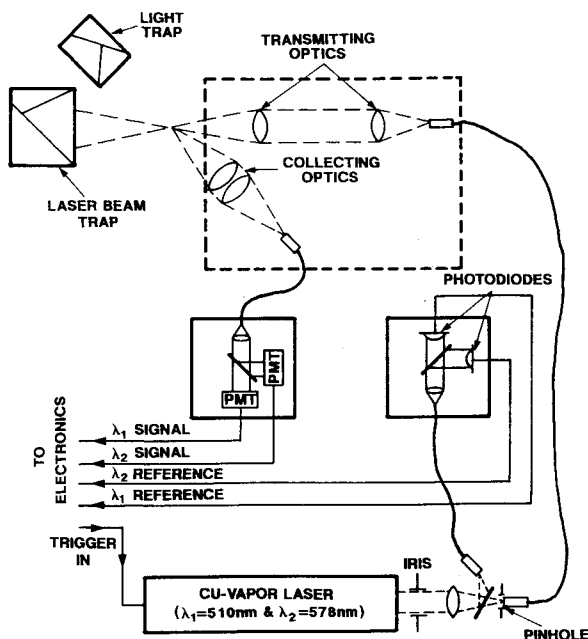 LIGHT
TRAP
TRANSMITTING
OPTICS
COLLECTING
OPTICS
LASER BEAM
TRAP
PHOTODIODES
PMT
PMT
TO
ELECTRONICS
λ1 SIGNAL
λ2 SIGNAL
λ2 REFERENCE
λ1 REFERENCE
TRIGGER
IN
IRIS
CU-VAPOR LASER
(λ1=510nm & λ2=578nm)
PINHOLE